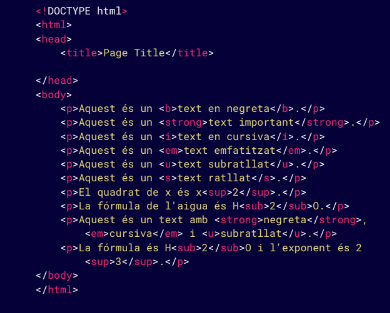 <!DOCTYPE html>
<html>
<head>
<title>Page Title</title>
</head>
<body>
<p>Aquest és un <b>text en negreta</b>.</p>
<p>Aquest és un <strong>text important</strong>.</p>
<p>Aquest és un <i>text en cursiva</i>.</p>
<p>Aquest és un <em>text emfatitzat</em>.</p>
<p>Aquest és un <u>text subratllat</u>.</p>
<p>Aquest és un <s>text ratllat</s>.</p>
<p>El quadrat de x és x<sup>2</sup>.</p>
<p>La fórmula de l'aigua és H<sub>2</sub>O.</p>
<p>Aquest és un text amb <strong>negreta</strong>,
<em>cursiva</em> i <u>subratllat</u>.</p>
<p>La fórmula és H<sub>2</sub>O i l'exponent és 2
<sup>3</sup>.</p>
</body>
</html>